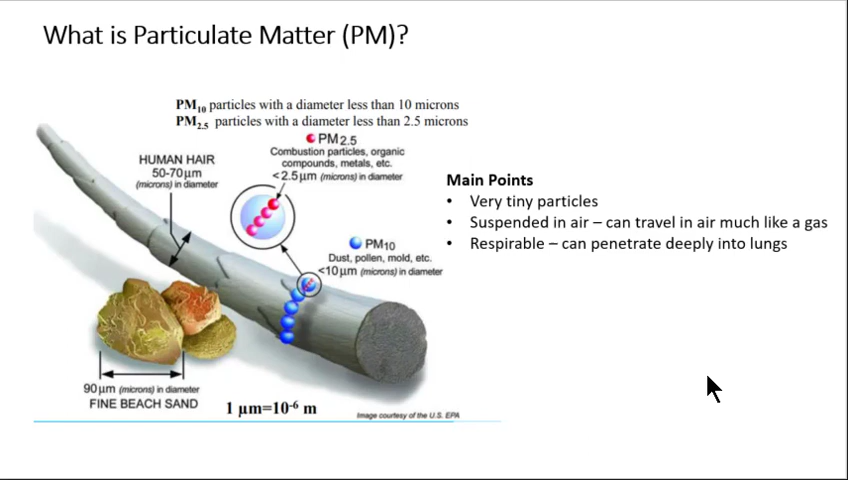 What is Particulate Matter (PM)?
PM10 particles with a diameter less than 10 microns
PM2.5 particles with a diameter less than 2.5 microns
PM2.5
Combustion particles, organic
compounds, metals, etc.
<2.5µm (microns) in diameter
HUMAN HAIR
50-70µm
(microns) in diameter
PM10
Dust, pollen, mold, etc.
<10µm (microns) in diameter
90µm (microns) in diameter
FINE BEACH SAND
1 µm=10-6 m
Image courtesy of the U.S. EPA
Main Points
• Very tiny particles
• Suspended in air – can travel in air much like a gas
• Respirable – can penetrate deeply into lungs